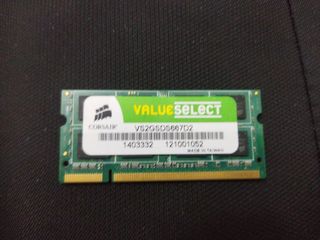 VALUESELECT
CORSAIR
VS2GSDS667D2
1403332 121001052
MADE IN TAIWAN